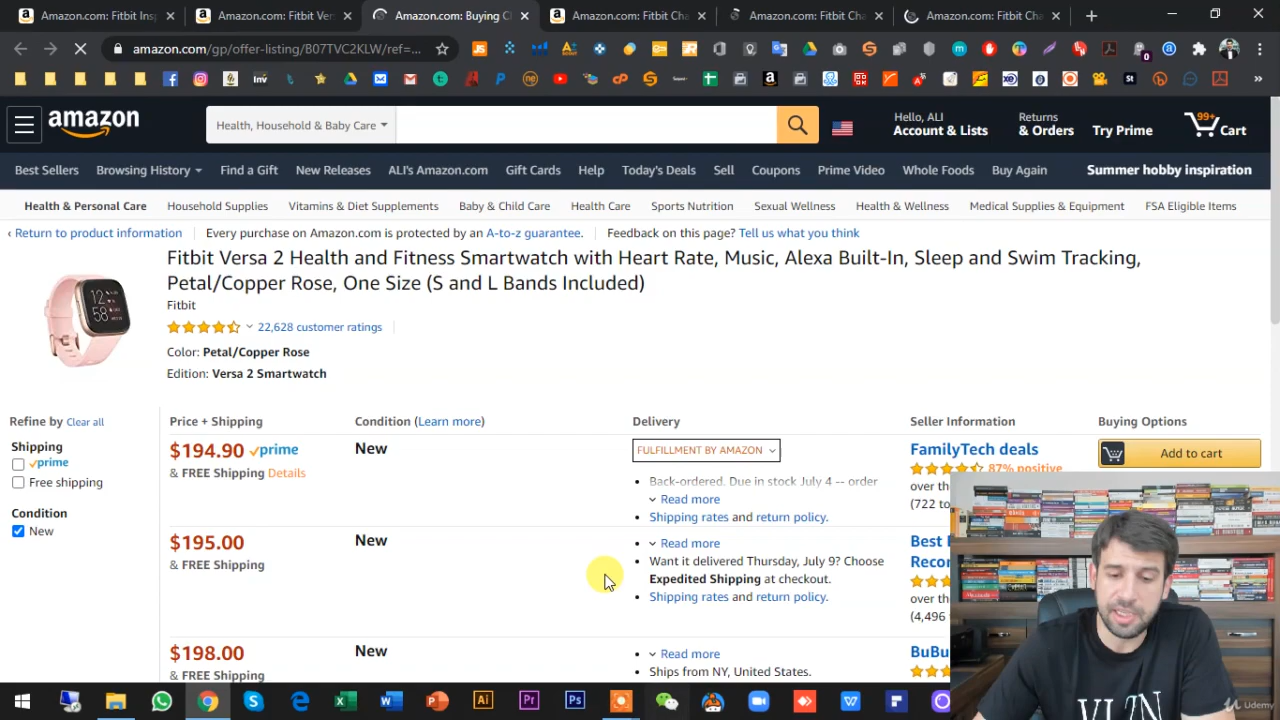 Amazon.com: Fitbit Ins
Amazon.com: Fitbit Ver
Amazon.com: Buying C
Amazon.com: Fitbit Cha
Amazon.com: Fitbit Cha
Amazon.com: Fitbit Cha
amazon.com/gp/offer-listing/B07TVC2KLW/ref=...
amazon
Health, Household & Baby Care
Hello, ALI
Account & Lists
Returns
& Orders
Try Prime
99+
Cart
Best Sellers Browsing History Find a Gift New Releases ALI's Amazon.com Gift Cards Help Today's Deals Sell Coupons Prime Video Whole Foods Buy Again Summer hobby inspiration
Health & Personal Care Household Supplies Vitamins & Diet Supplements Baby & Child Care Health Care Sports Nutrition Sexual Wellness Health & Wellness Medical Supplies & Equipment FSA Eligible Items
‹ Return to product information Every purchase on Amazon.com is protected by an A-to-z guarantee. Feedback on this page? Tell us what you think
Fitbit Versa 2 Health and Fitness Smartwatch with Heart Rate, Music, Alexa Built-In, Sleep and Swim Tracking,
Petal/Copper Rose, One Size (S and L Bands Included)
Fitbit
22,628 customer ratings
Color: Petal/Copper Rose
Edition: Versa 2 Smartwatch
Refine by Clear all
Shipping
prime
Free shipping
Condition
New
Price + Shipping Condition (Learn more) Delivery Seller Information Buying Options
$194.90 prime
& FREE Shipping Details
New
FULFILLMENT BY AMAZON
Back-ordered. Due in stock July 4 -- order
Read more
Shipping rates and return policy.
FamilyTech deals
87% positive
over th
(722 to
Add to cart
$195.00
& FREE Shipping
New
Read more
Want it delivered Thursday, July 9? Choose
Expedited Shipping at checkout.
Shipping rates and return policy.
Best
Recor
over th
(4,496
$198.00
& FREE Shipping
New
Read more
Ships from NY, United States.
BuBu
Udemy